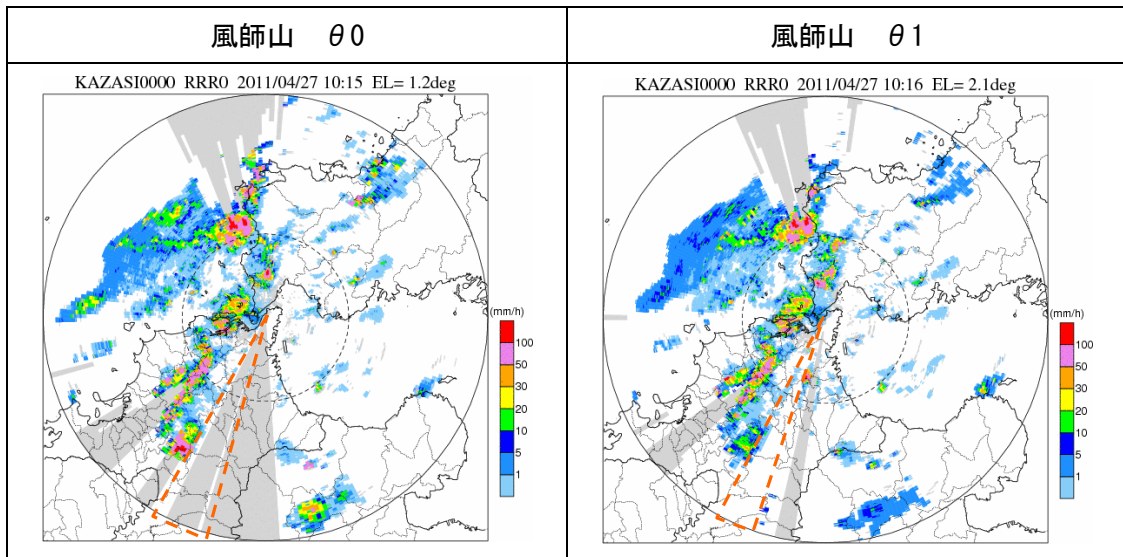 風師山 θ0
風師山 θ1
KAZASI0000 RRR0 2011/04/27 10:15 EL= 1.2deg
(mm/h)
100
50
30
20
10
5
1
KAZASI0000 RRR0 2011/04/27 10:16 EL= 2.1deg
(mm/h)
100
50
30
20
10
5
1